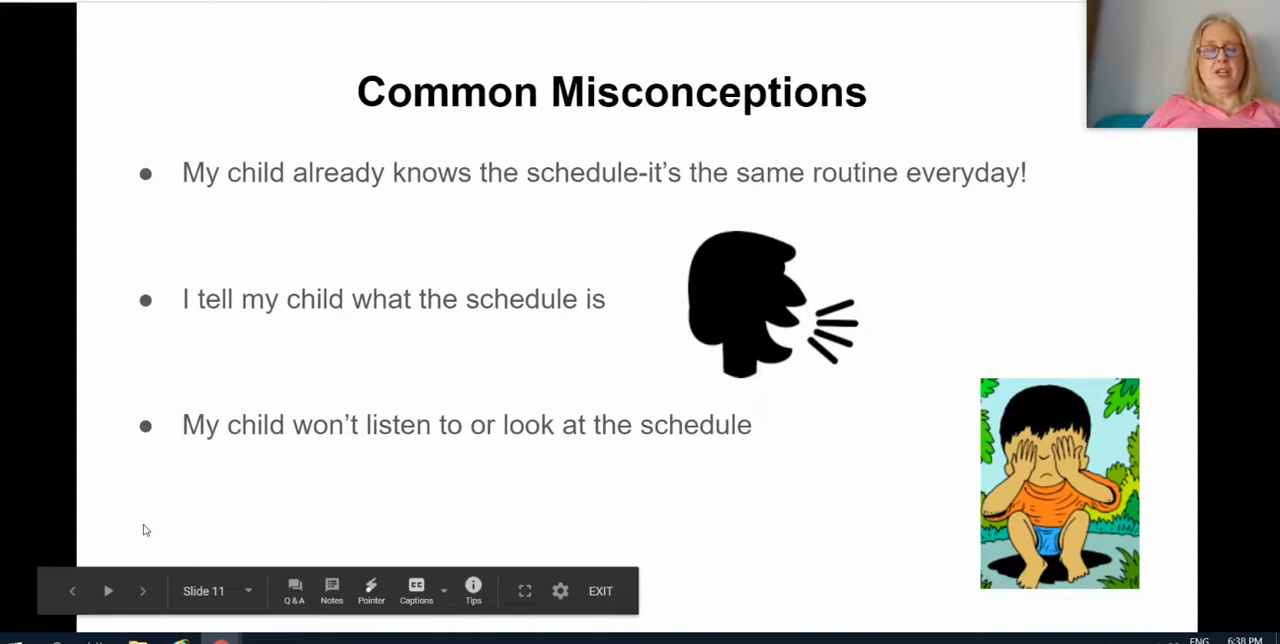 Common Misconceptions
● My child already knows the schedule-it’s the same routine everyday!
● I tell my child what the schedule is
● My child won’t listen to or look at the schedule
Slide 11
CC
Q & A Notes Pointer Captions Tips EXIT
ENG 6:38 PM